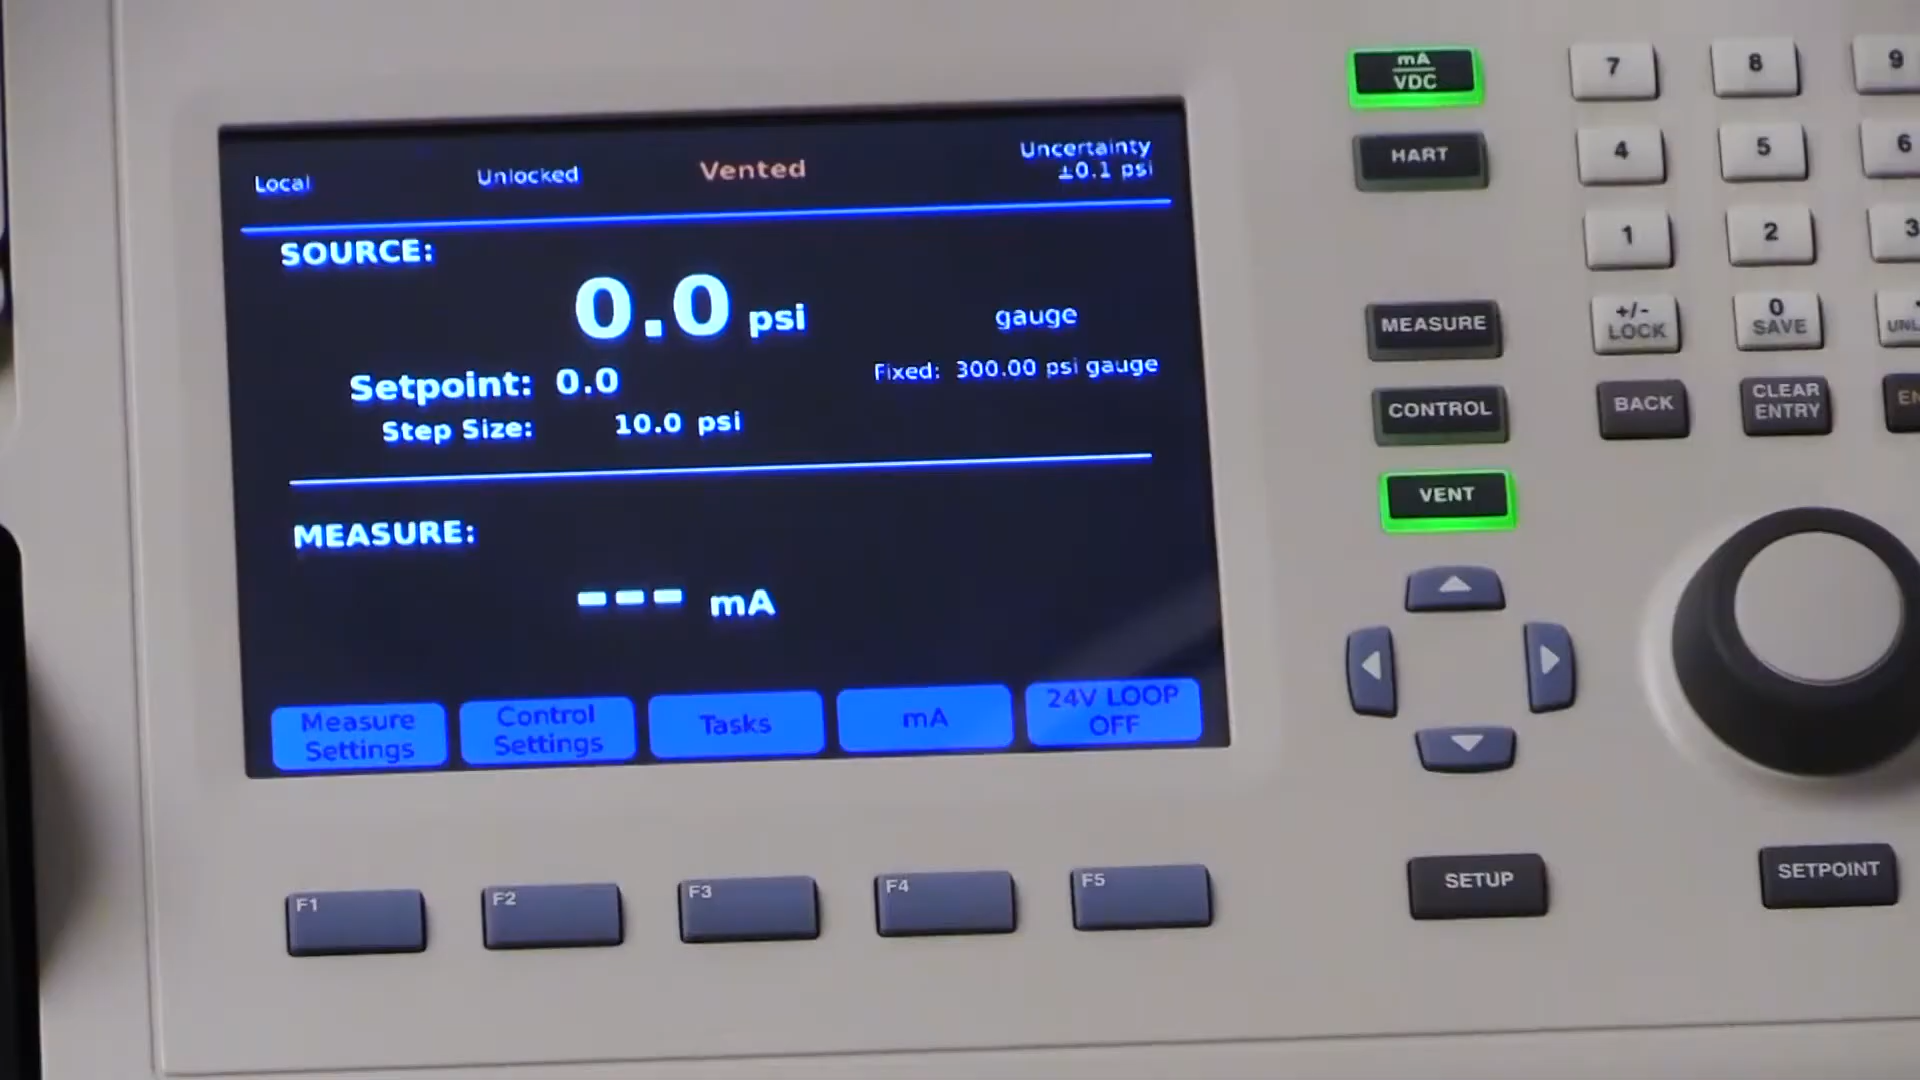 Local Unlocked Vented Uncertainty
±0.1 psi
SOURCE:
0.0 psi gauge
Setpoint: 0.0 Fixed: 300.00 psi gauge
Step Size: 10.0 psi
MEASURE:
--- mA
Measure Settings
Control Settings
Tasks
mA
24V LOOP OFF
F1 F2 F3 F4 F5
mA
VDC
HART
MEASURE
CONTROL
VENT
SETUP
SETPOINT
7 8 9
4 5 6
1 2 3
+/- 0
LOCK SAVE
BACK CLEAR
ENTRY